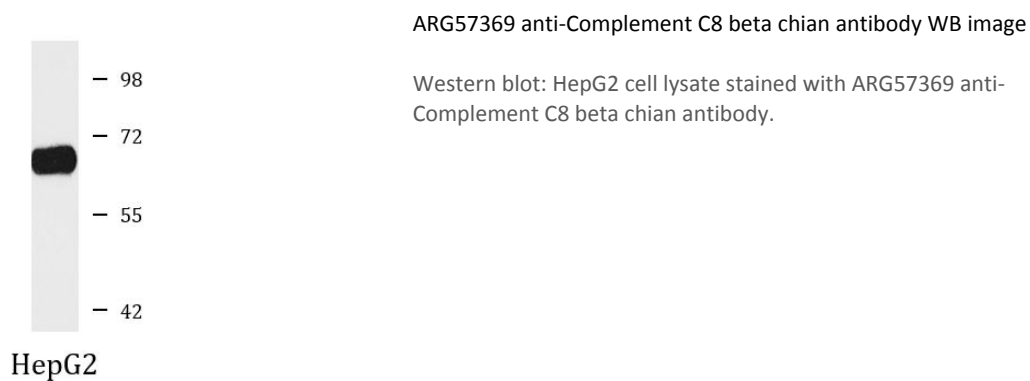 ARG57369 anti-Complement C8 beta chian antibody WB image
Western blot: HepG2 cell lysate stained with ARG57369 anti-
Complement C8 beta chian antibody.
98
72
55
42
HepG2